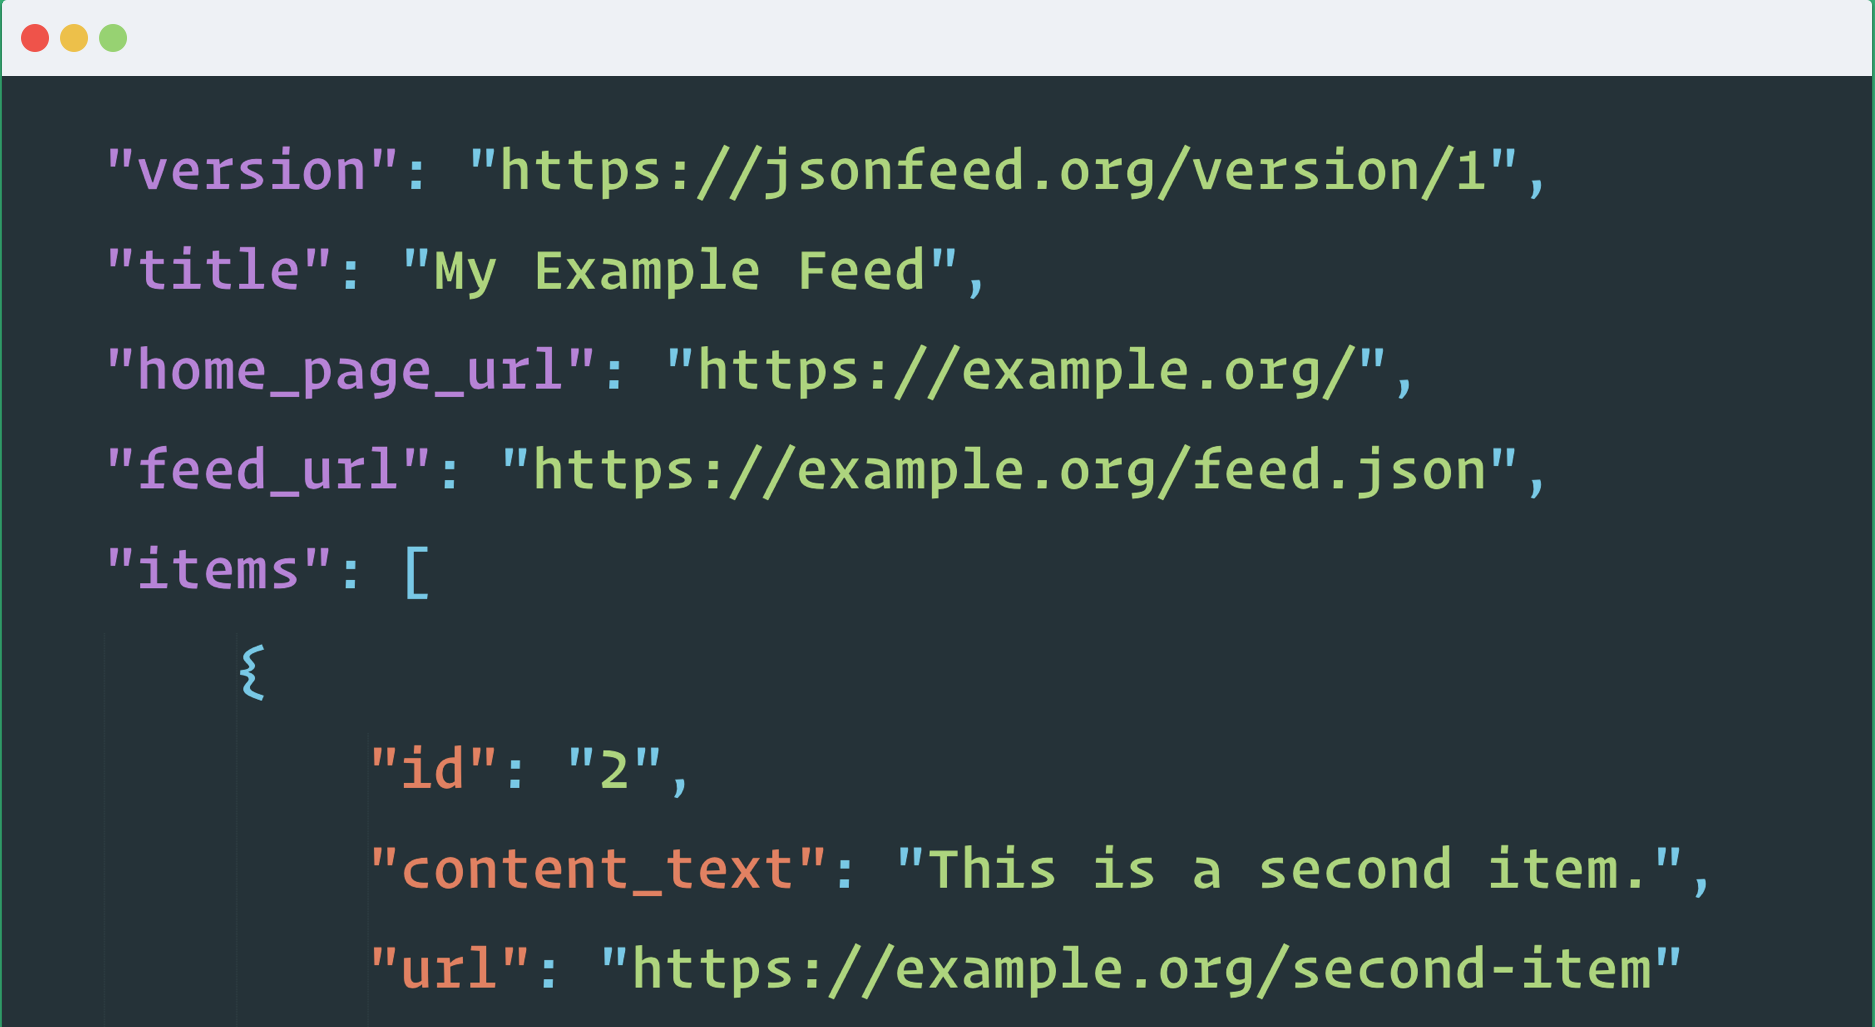 "version": "https://jsonfeed.org/version/1",
"title": "My Example Feed",
"home_page_url": "https://example.org/",
"feed_url": "https://example.org/feed.json",
"items": [
{
"id": "2",
"content_text": "This is a second item.",
"url": "https://example.org/second-item"